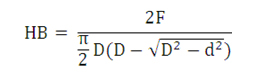 HB = 2F / (π/2 D(D − √D² − d²))